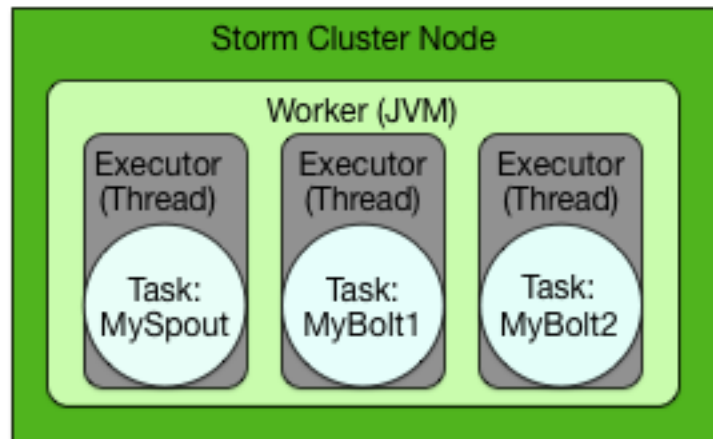 Storm Cluster Node
Worker (JVM)
Executor
(Thread)
Task:
MySpout
Executor
(Thread)
Task:
MyBolt1
Executor
(Thread)
Task:
MyBolt2